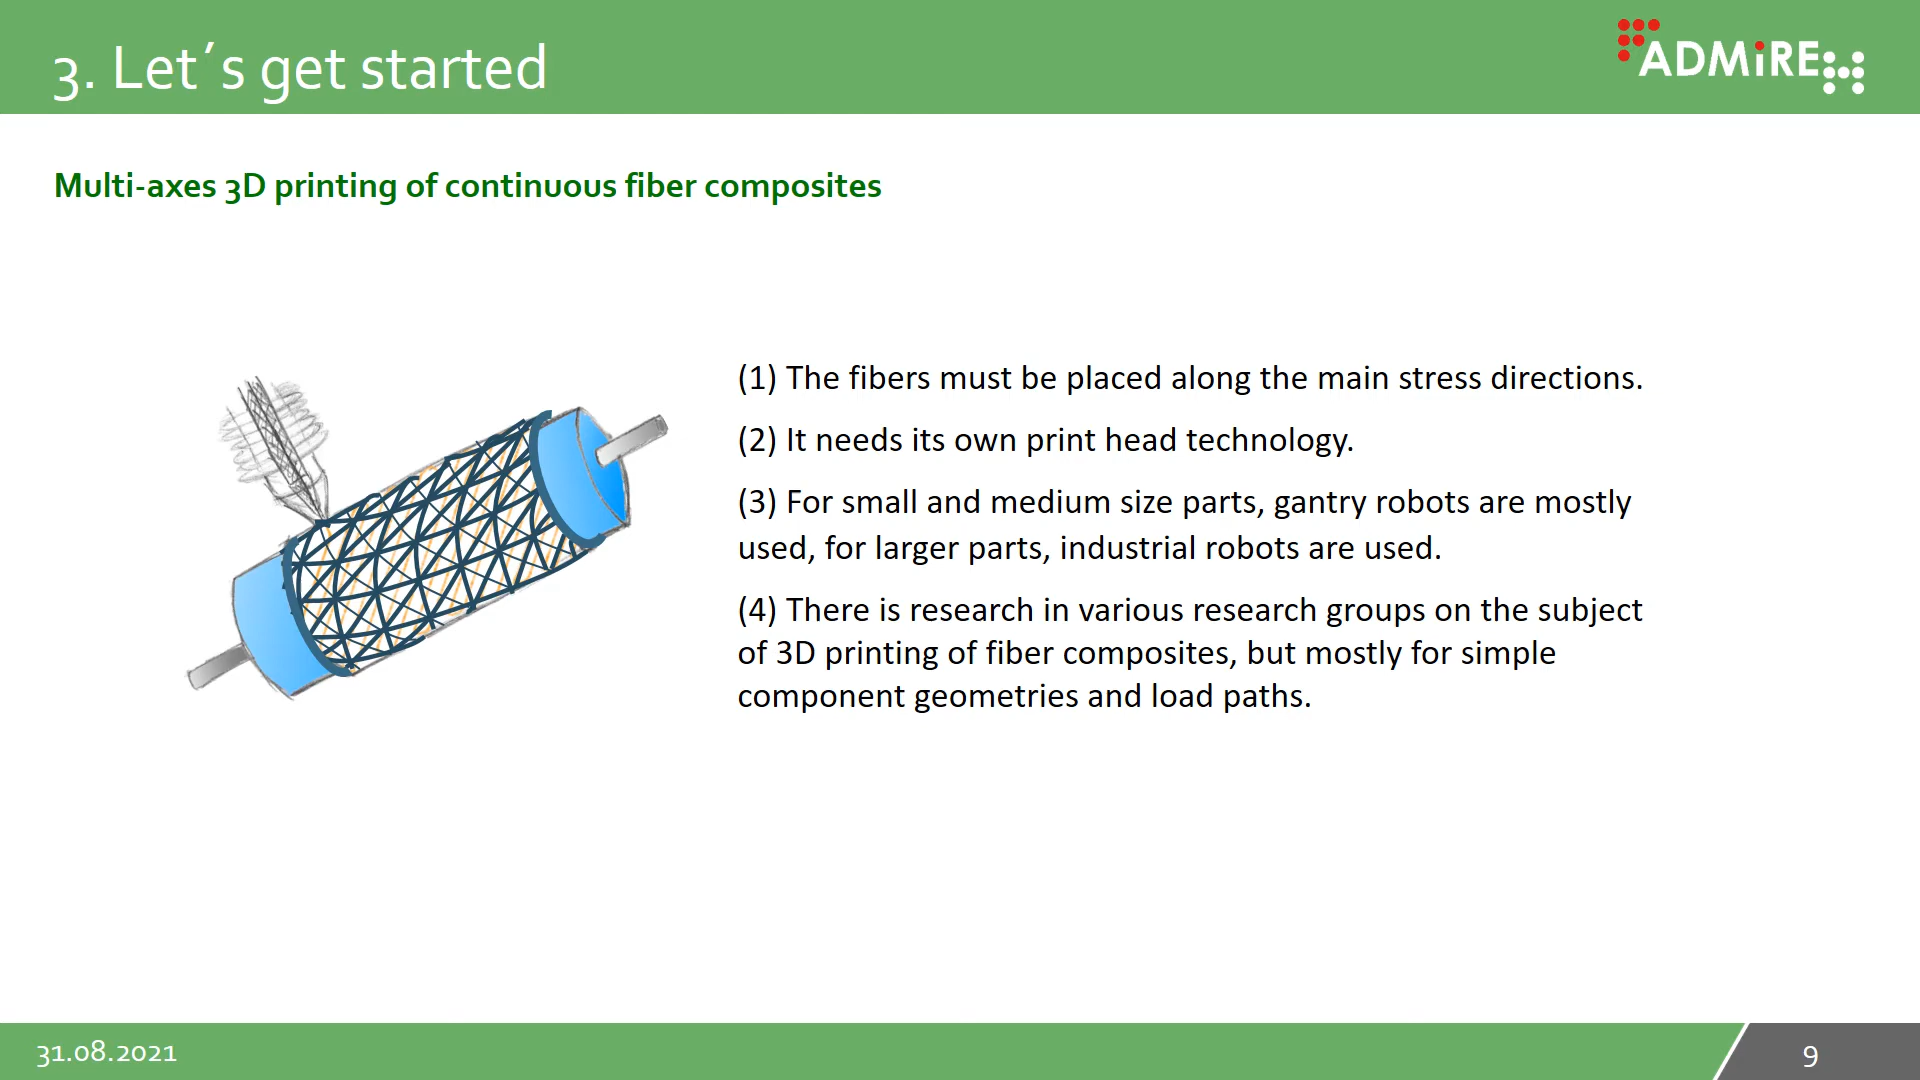 3. Let´s get started
ADMiRE
Multi-axes 3D printing of continuous fiber composites
(1) The fibers must be placed along the main stress directions.
(2) It needs its own print head technology.
(3) For small and medium size parts, gantry robots are mostly
used, for larger parts, industrial robots are used.
(4) There is research in various research groups on the subject
of 3D printing of fiber composites, but mostly for simple
component geometries and load paths.
31.08.2021
9